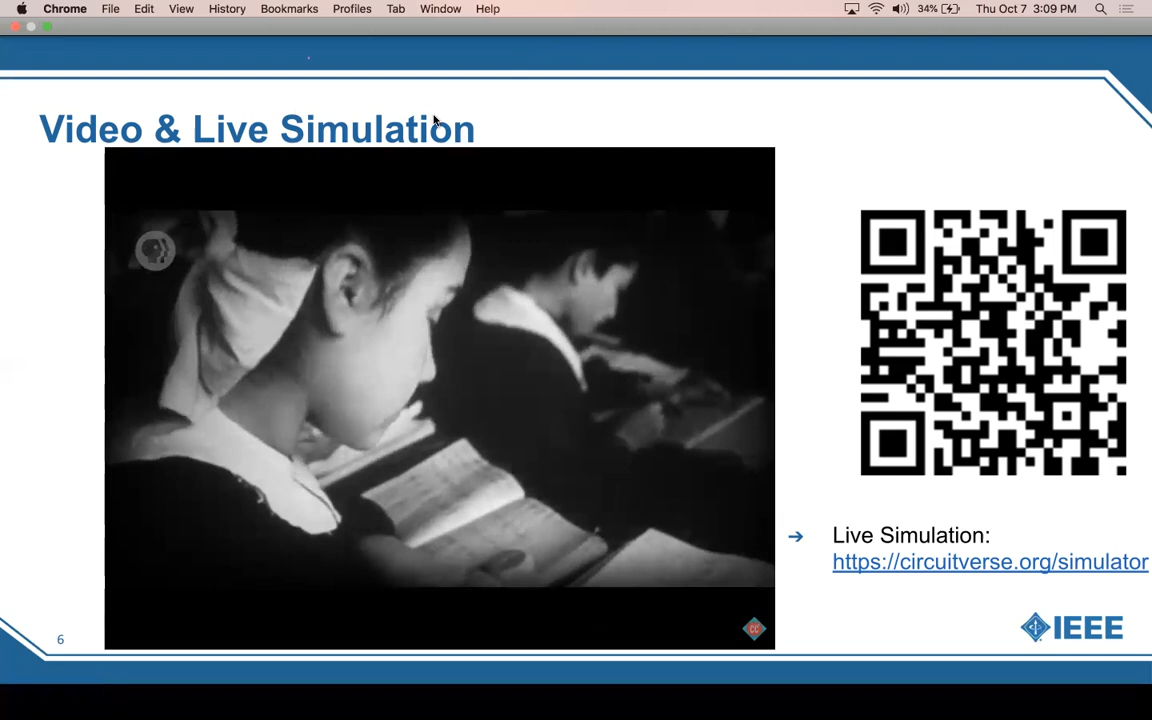 Chrome File Edit View History Bookmarks Profiles Tab Window Help 34% Thu Oct 7 3:09 PM
Video & Live Simulation
➔ Live Simulation:
https://circuitverse.org/simulator
CC
6
IEEE